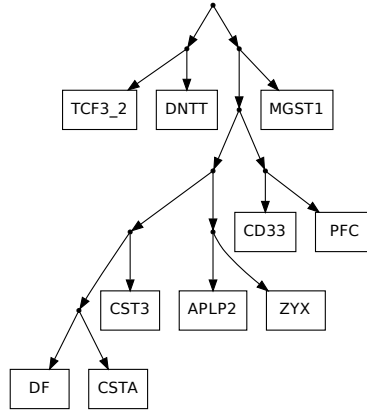 TCF3_2 DNTT MGST1
CD33 PFC
CST3 APLP2 ZYX
DF CSTA